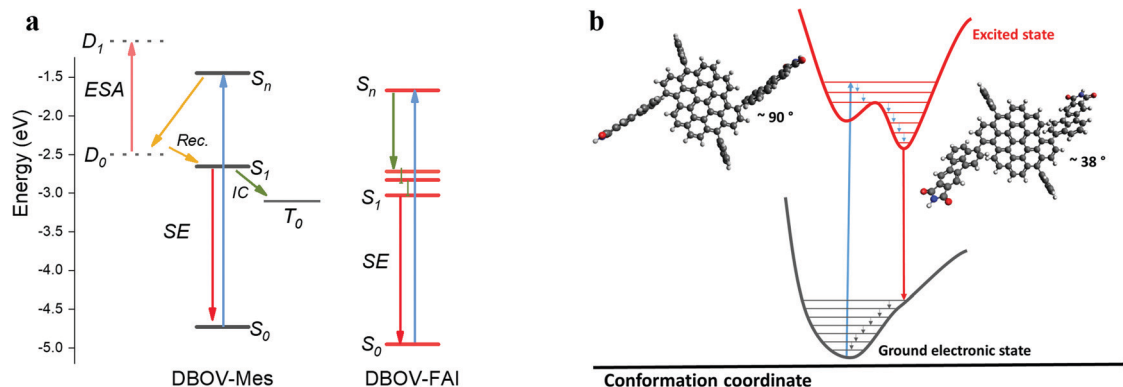 a
Energy (eV)
-1.5
-2.0
-2.5
-3.0
-3.5
-4.0
-4.5
-5.0
D1
ESA
D0
Sn
Rec.
S1
IC
T0
SE
S0
DBOV-Mes
Sn
S1
SE
S0
DBOV-FAI
b
Excited state
~ 90 °
~ 38 °
Ground electronic state
Conformation coordinate